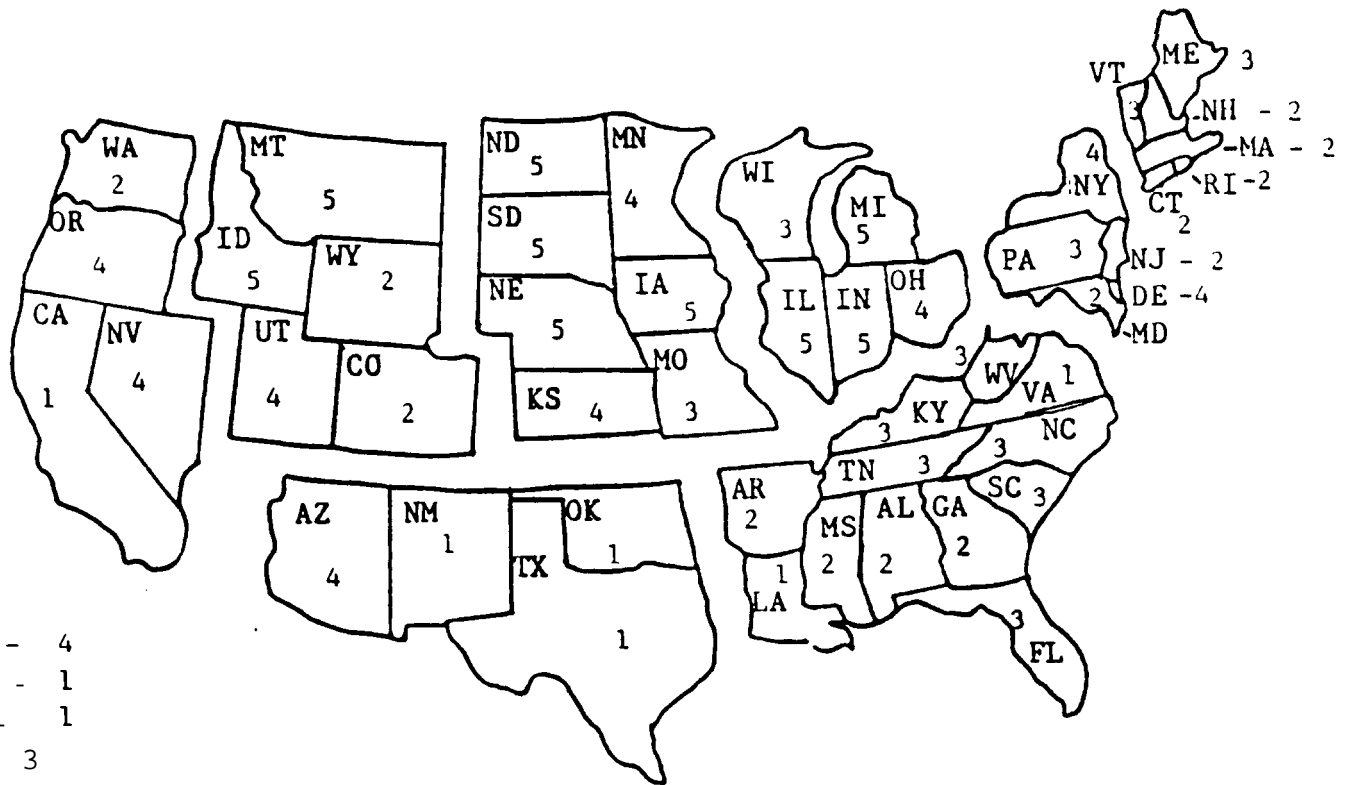 ME 3
VT 3
NH - 2
MA - 2
RI -2
CT 2
4 NY
WA 2
MT 5
ND 5
MN 4
WI 3
MI 5
OR 4
ID 5
WY 2
SD 5
PA 3
NJ - 2
DE -4
2 MD
NE 5
IA 5
IL 5
IN 5
OH 4
CA 1
NV 4
UT 4
CO 2
KS 4
MO 3
3 WV
VA 1
KY 3
NC 3
TN 3
AZ 4
NM 1
OK 1
TX 1
AR 2
MS 2
AL 2
GA 2
SC 3
1 LA
3 FL
- 4
- 1
- 1
3